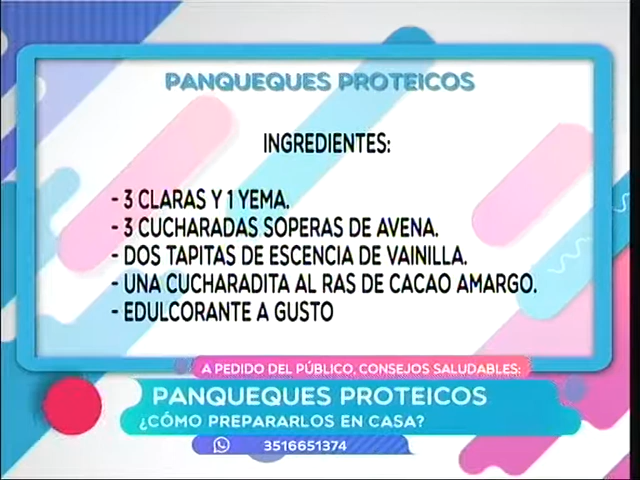 PANQUEQUES PROTEICOS
INGREDIENTES:
- 3 CLARAS Y 1 YEMA.
- 3 CUCHARADAS SOPERAS DE AVENA.
- DOS TAPITAS DE ESCENCIA DE VAINILLA.
- UNA CUCHARADITA AL RAS DE CACAO AMARGO.
- EDULCORANTE A GUSTO
A PEDIDO DEL PÚBLICO, CONSEJOS SALUDABLES:
PANQUEQUES PROTEICOS
¿CÓMO PREPARARLOS EN CASA?
3516651374